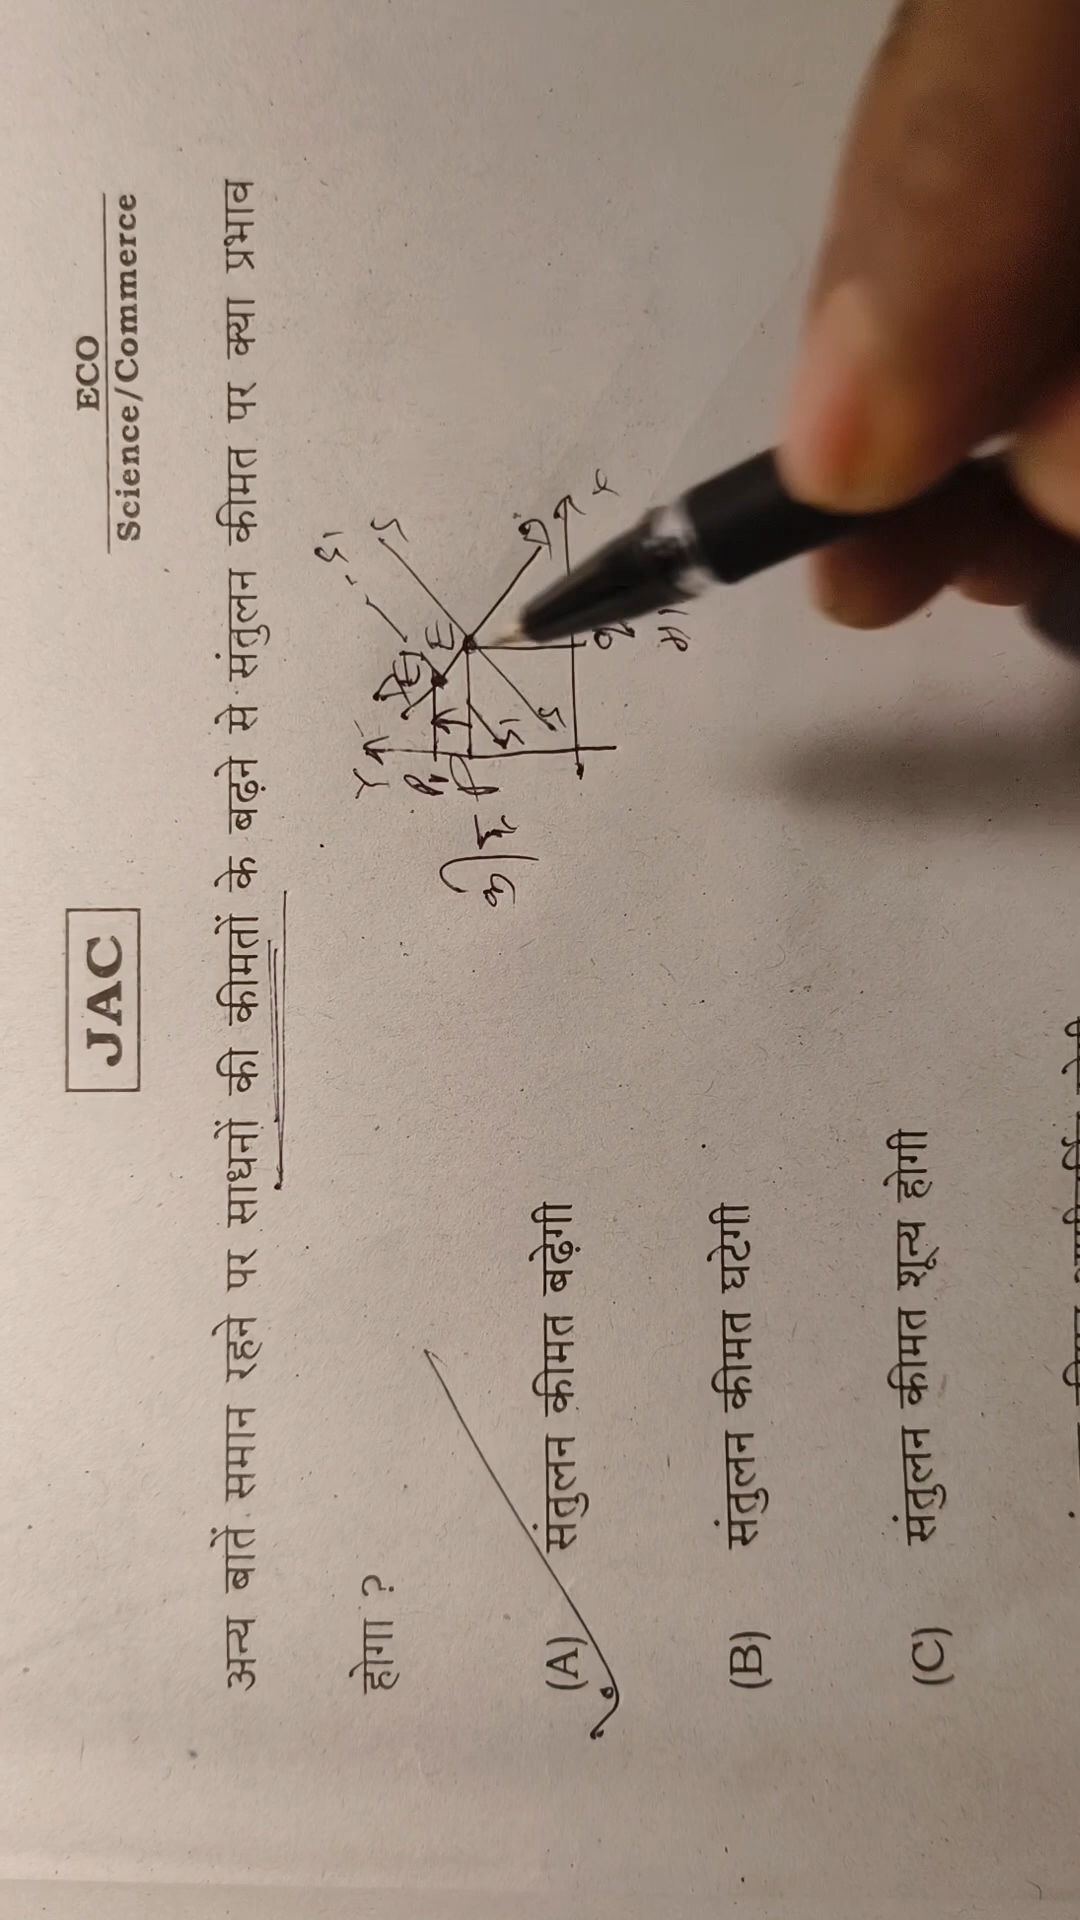 JAC
ECO
Science/Commerce
अन्य बातें समान रहने पर साधनों की कीमतों के बढ़ने से संतुलन कीमत पर क्या प्रभाव
होगा ?
(A) संतुलन कीमत बढ़ेगी
(B) संतुलन कीमत घटेगी
(C) संतुलन कीमत शून्य होगी
Y
S'
S
E
P'
P
D
S'
S
X